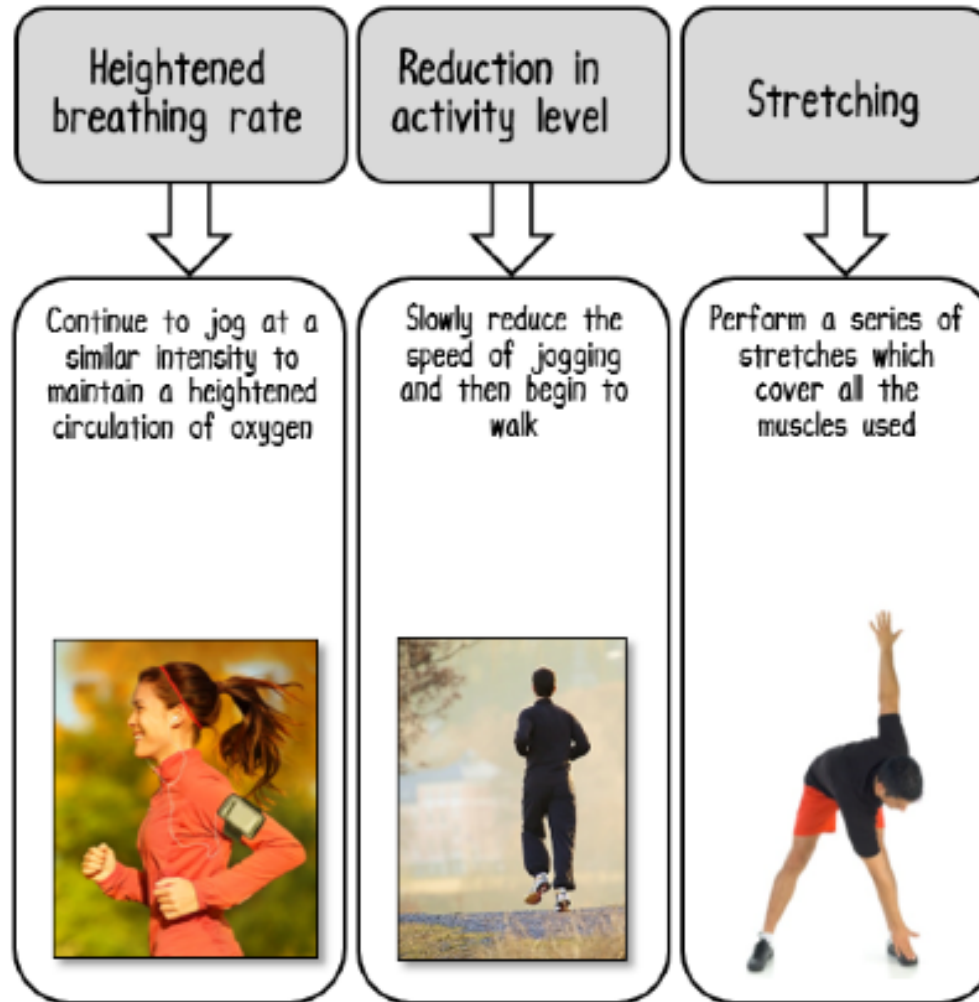 Heightened
breathing rate
Continue to jog at a
similar intensity to
maintain a heightened
circulation of oxygen
Reduction in
activity level
Slowly reduce the
speed of jogging
and then begin to
walk
Stretching
Perform a series of
stretches which
cover all the
muscles used